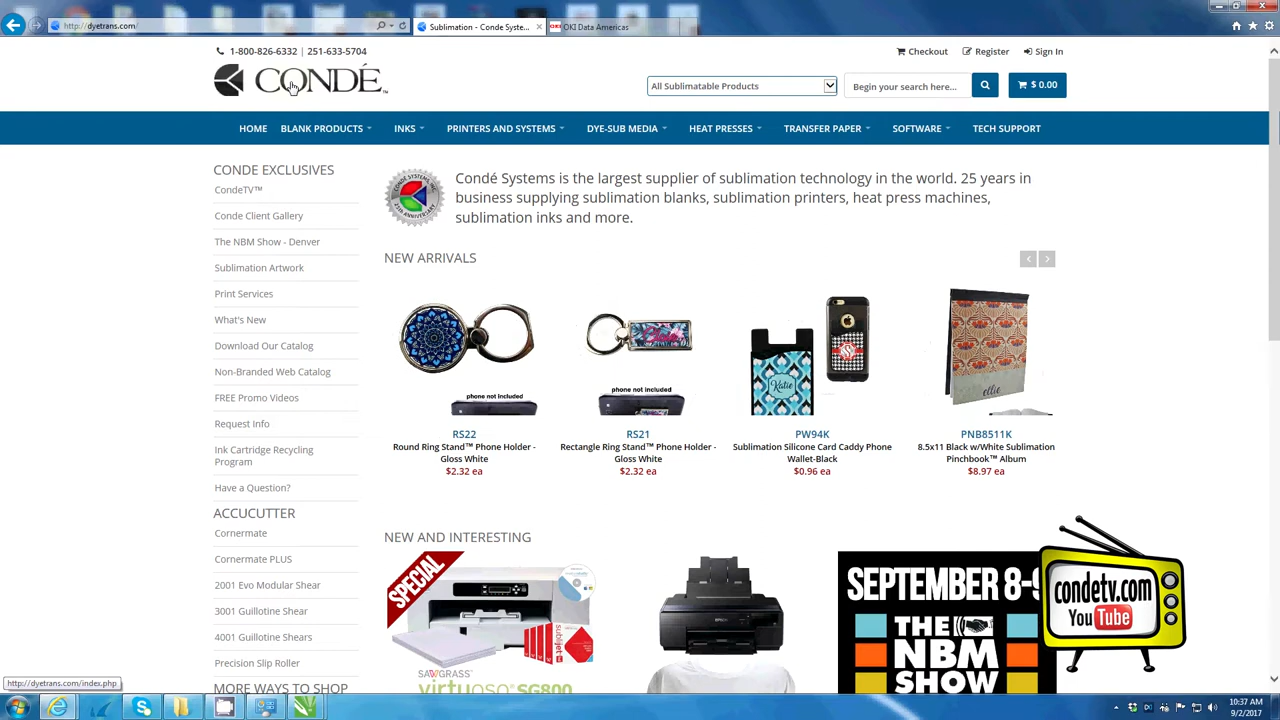 http://dyetrans.com/
Sublimation - Conde Syste...
OKI Data Americas
1-800-826-6332 | 251-633-5704
Checkout
Register
Sign In
CONDÉ™
All Sublimatable Products
Begin your search here...
$ 0.00
HOME
BLANK PRODUCTS
INKS
PRINTERS AND SYSTEMS
DYE-SUB MEDIA
HEAT PRESSES
TRANSFER PAPER
SOFTWARE
TECH SUPPORT
CONDE EXCLUSIVES
CondeTV™
Conde Client Gallery
The NBM Show - Denver
Sublimation Artwork
Print Services
What's New
Download Our Catalog
Non-Branded Web Catalog
FREE Promo Videos
Request Info
Ink Cartridge Recycling
Program
Have a Question?
ACCUCUTTER
Cornermate
Cornermate PLUS
2001 Evo Modular Shear
3001 Guillotine Shear
4001 Guillotine Shears
Precision Slip Roller
MORE WAYS TO SHOP
Condé Systems is the largest supplier of sublimation technology in the world. 25 years in
business supplying sublimation blanks, sublimation printers, heat press machines,
sublimation inks and more.
NEW ARRIVALS
phone not included
RS22
Round Ring Stand™ Phone Holder -
Gloss White
$2.32 ea
phone not included
RS21
Rectangle Ring Stand™ Phone Holder -
Gloss White
$2.32 ea
Katie
PW94K
Sublimation Silicone Card Caddy Phone
Wallet-Black
$0.96 ea
ellie
PNB8511K
8.5x11 Black w/White Sublimation
Pinchbook™ Album
$8.97 ea
NEW AND INTERESTING
SPECIAL
sublijet
SAWGRASS
virtuoso SG800
EPSON
SEPTEMBER 8-9
THE
NBM
SHOW
condetv.com
YouTube
http://dyetrans.com/index.php
10:37 AM
9/2/2017